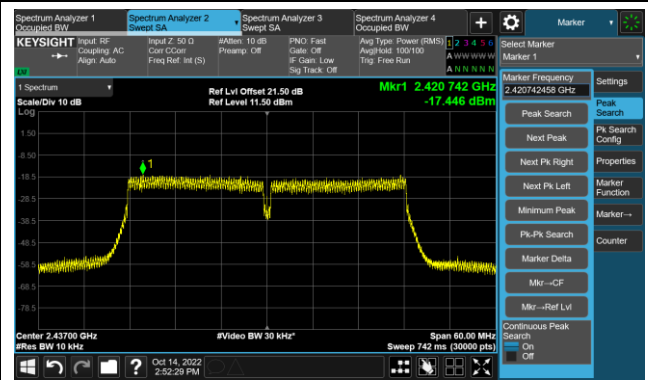 Spectrum Analyzer 1
Occupied BW
Spectrum Analyzer 2
Swept SA
Spectrum Analyzer 3
Swept SA
Spectrum Analyzer 4
Occupied BW
+
Marker
KEYSIGHT
Input: RF
Coupling: AC
Align: Auto
Input Z: 50 Ω
Corr CCorr
Freq Ref: Int (S)
#Atten: 10 dB
Preamp: Off
PNO: Fast
Gate: Off
IF Gain: Low
Sig Track: Off
Avg Type: Power (RMS)
Avg|Hold: 100/100
Trig: Free Run
1 2 3 4 5 6
A W W W W W
A N N N N N
LXI
Select Marker
Marker 1
1 Spectrum
Scale/Div 10 dB
Log
Ref Lvl Offset 21.50 dB
Ref Level 11.50 dBm
Mkr1 2.420 742 GHz
-17.446 dBm
1.50
-8.50
-18.5
-28.5
-38.5
-48.5
-58.5
-68.5
-78.5
1
Center 2.43700 GHz
#Res BW 10 kHz
#Video BW 30 kHz*
Span 60.00 MHz
Sweep 742 ms (30000 pts)
Marker Frequency
2.420742458 GHz
Peak Search
Next Peak
Next Pk Right
Next Pk Left
Minimum Peak
Pk-Pk Search
Marker Delta
Mkr→CF
Mkr→Ref Lvl
Continuous Peak
Search
On
Off
Settings
Peak
Search
Pk Search
Config
Properties
Marker
Function
Marker→
Counter
?
Oct 14, 2022
2:52:29 PM